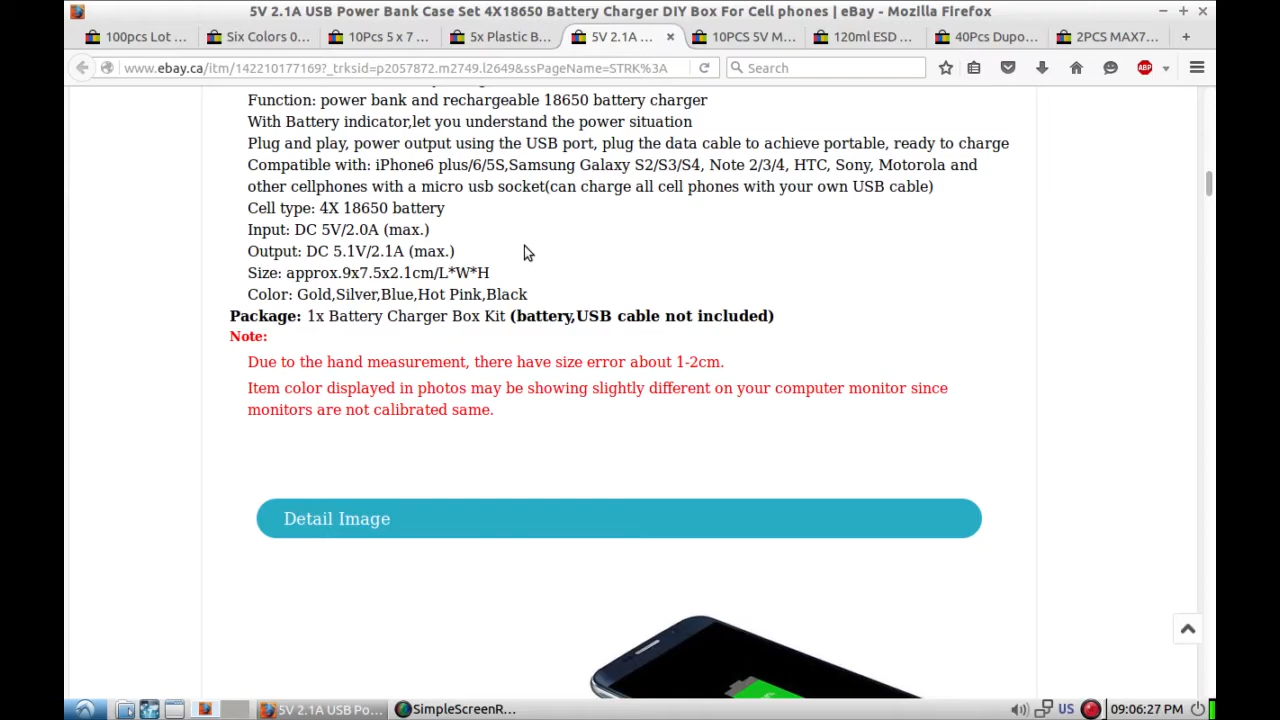 5V 2.1A USB Power Bank Case Set 4X18650 Battery Charger DIY Box For Cell phones | eBay - Mozilla Firefox
100pcs Lot ... Six Colors 0... 10Pcs 5 x 7 ... 5x Plastic B... 5V 2.1A ... 10PCS 5V M... 120ml ESD ... 40Pcs Dupo... 2PCS MAX7...
www.ebay.ca/itm/142210177169?_trksid=p2057872.m2749.l2649&ssPageName=STRK%3A Search ABP
Function: power bank and rechargeable 18650 battery charger
With Battery indicator,let you understand the power situation
Plug and play, power output using the USB port, plug the data cable to achieve portable, ready to charge
Compatible with: iPhone6 plus/6/5S,Samsung Galaxy S2/S3/S4, Note 2/3/4, HTC, Sony, Motorola and
other cellphones with a micro usb socket(can charge all cell phones with your own USB cable)
Cell type: 4X 18650 battery
Input: DC 5V/2.0A (max.)
Output: DC 5.1V/2.1A (max.)
Size: approx.9x7.5x2.1cm/L*W*H
Color: Gold,Silver,Blue,Hot Pink,Black
Package: 1x Battery Charger Box Kit (battery,USB cable not included)
Note:
Due to the hand measurement, there have size error about 1-2cm.
Item color displayed in photos may be showing slightly different on your computer monitor since
monitors are not calibrated same.
Detail Image
5V 2.1A USB Po... SimpleScreenR... US 09:06:27 PM